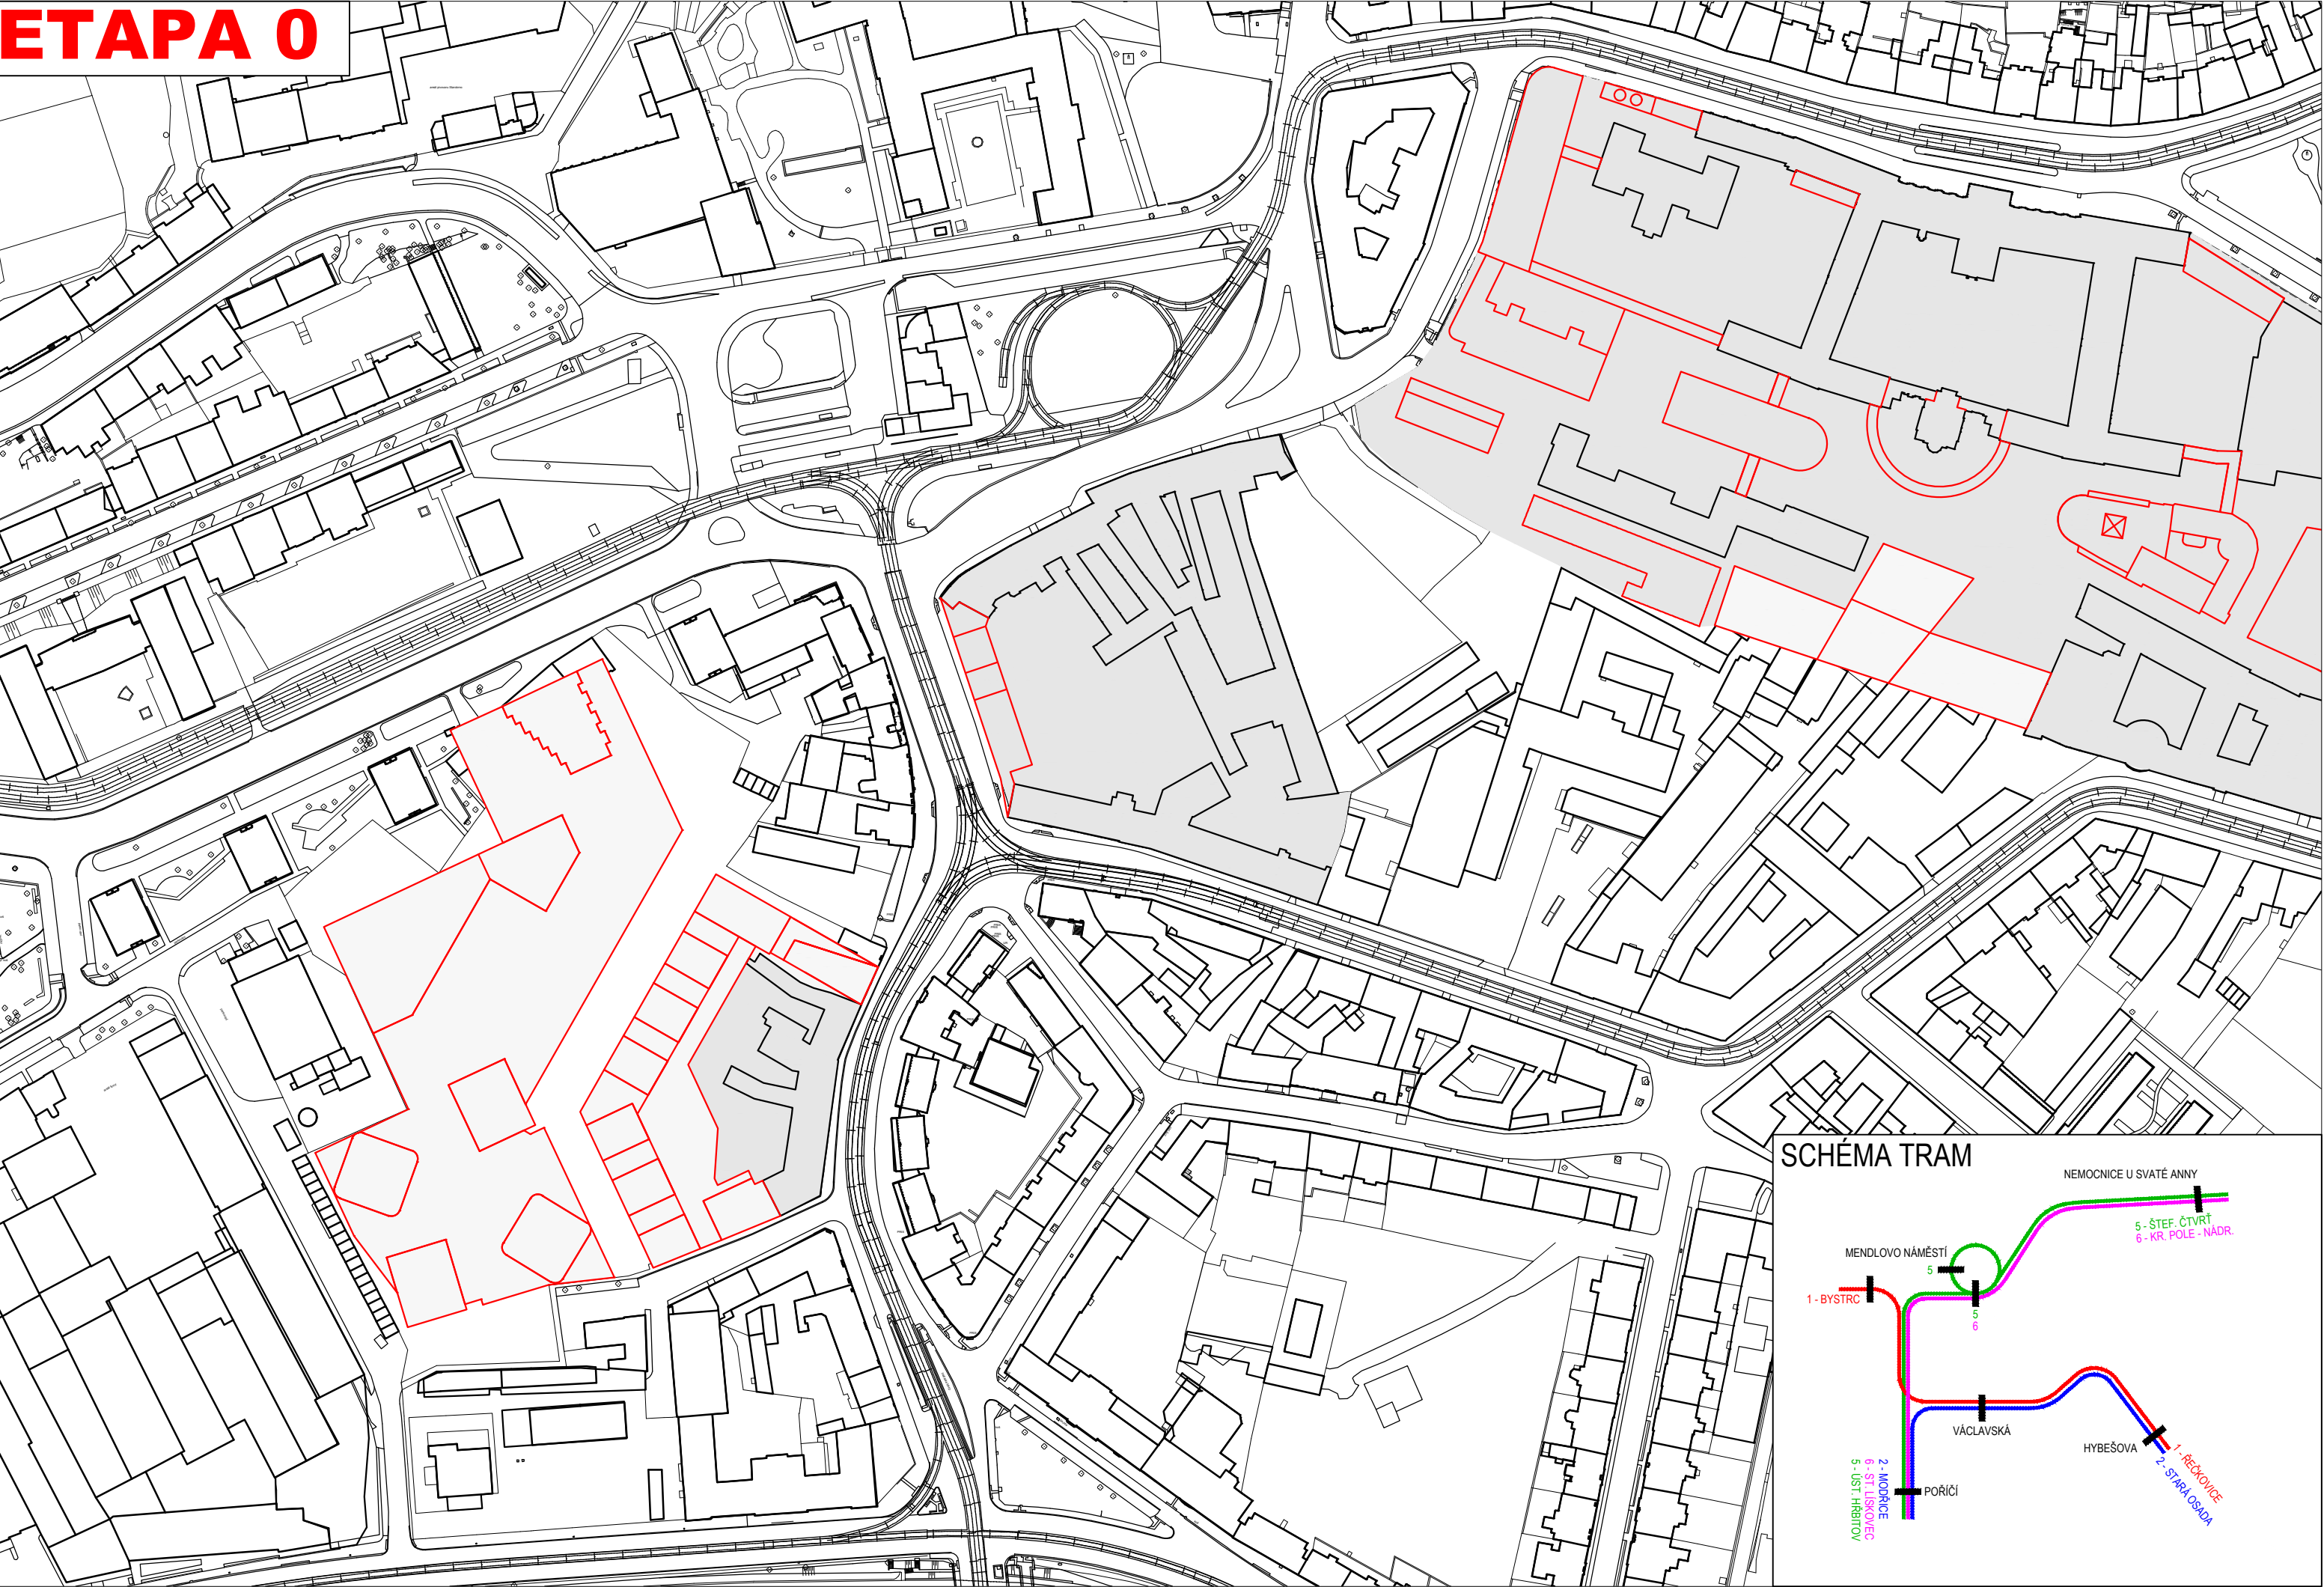 ETAPA 0
SCHÉMA TRAM
NEMOCNICE U SVATÉ ANNY
5 - ŠTEF. ČTVRŤ
6 - KR. POLE - NÁDR.
MENDLOVO NÁMĚSTÍ
5
1 - BYSTRC
5
6
VÁCLAVSKÁ
HYBEŠOVA
1 - ŘEČKOVICE
2 - STARÁ OSADA
POŘÍČÍ
2 - MODŘICE
6 - ST. LÍSKOVEC
5 - ÚST. HŘBITOV